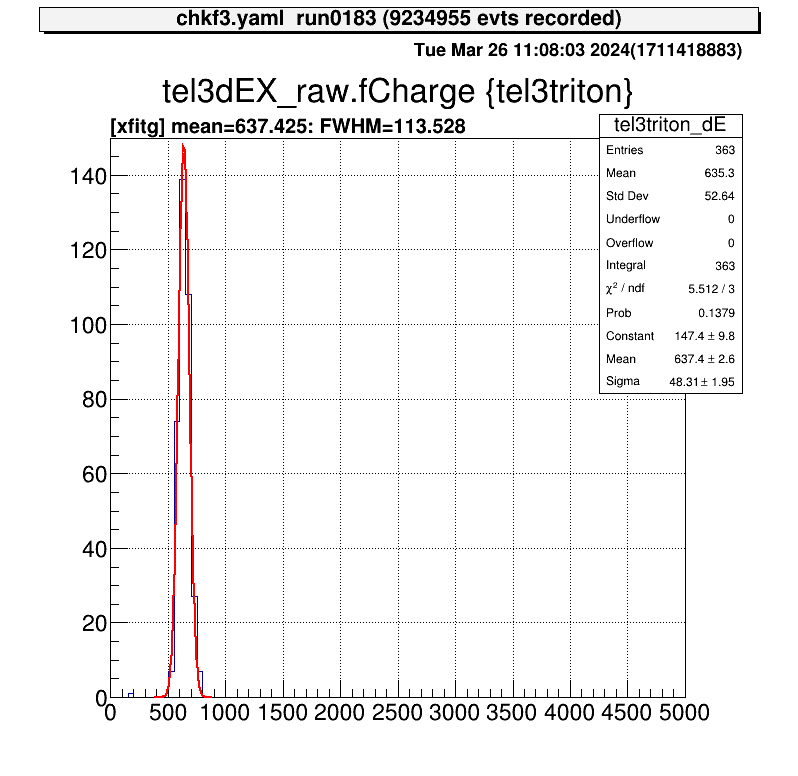 chkf3.yaml  run0183 (9234955 evts recorded)
Tue Mar 26 11:08:03 2024(1711418883)
tel3dEX_raw.fCharge {tel3triton}
[xfitg] mean=637.425: FWHM=113.528
tel3triton_dE
Entries 363
Mean 635.3
Std Dev 52.64
Underflow 0
Overflow 0
Integral 363
χ² / ndf 5.512 / 3
Prob 0.1379
Constant 147.4 ± 9.8
Mean 637.4 ± 2.6
Sigma 48.31 ± 1.95
140
120
100
80
60
40
20
0
0 500 1000 1500 2000 2500 3000 3500 4000 4500 5000